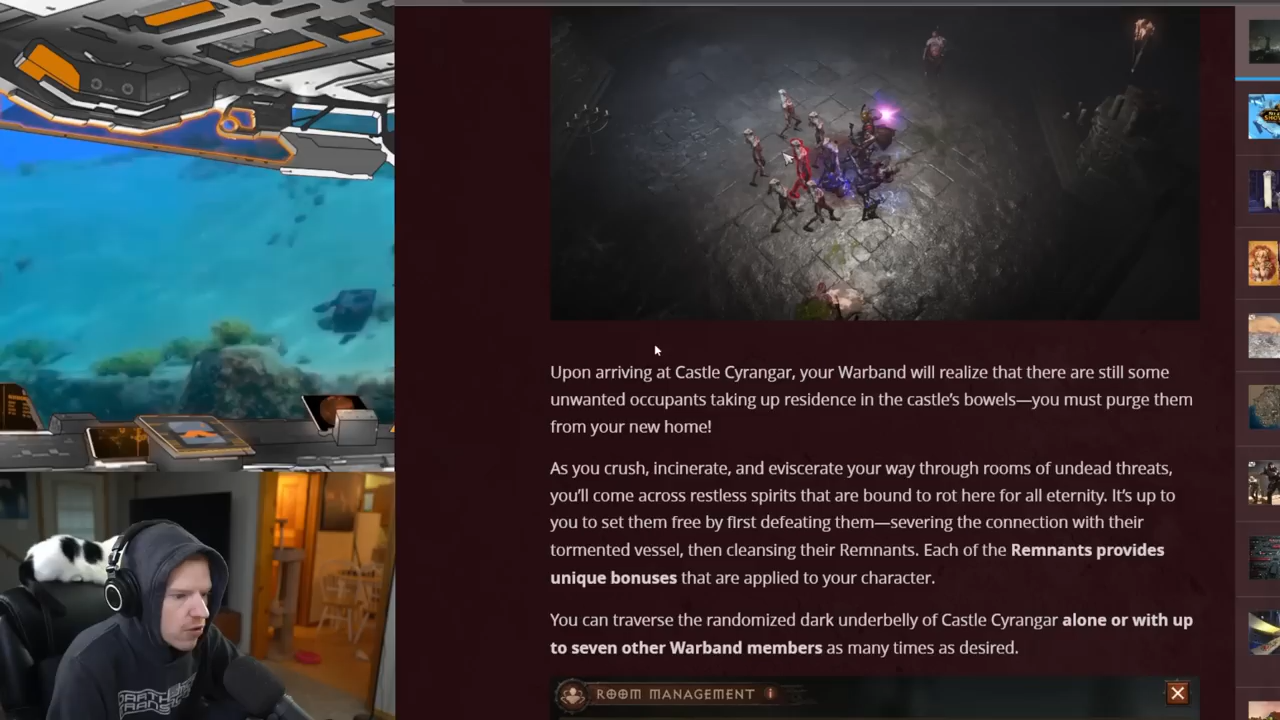 Upon arriving at Castle Cyrangar, your Warband will realize that there are still some
unwanted occupants taking up residence in the castle's bowels—you must purge them
from your new home!
As you crush, incinerate, and eviscerate your way through rooms of undead threats,
you'll come across restless spirits that are bound to rot here for all eternity. It's up to
you to set them free by first defeating them—severing the connection with their
tormented vessel, then cleansing their Remnants. Each of the Remnants provides
unique bonuses that are applied to your character.
You can traverse the randomized dark underbelly of Castle Cyrangar alone or with up
to seven other Warband members as many times as desired.
ROOM MANAGEMENT